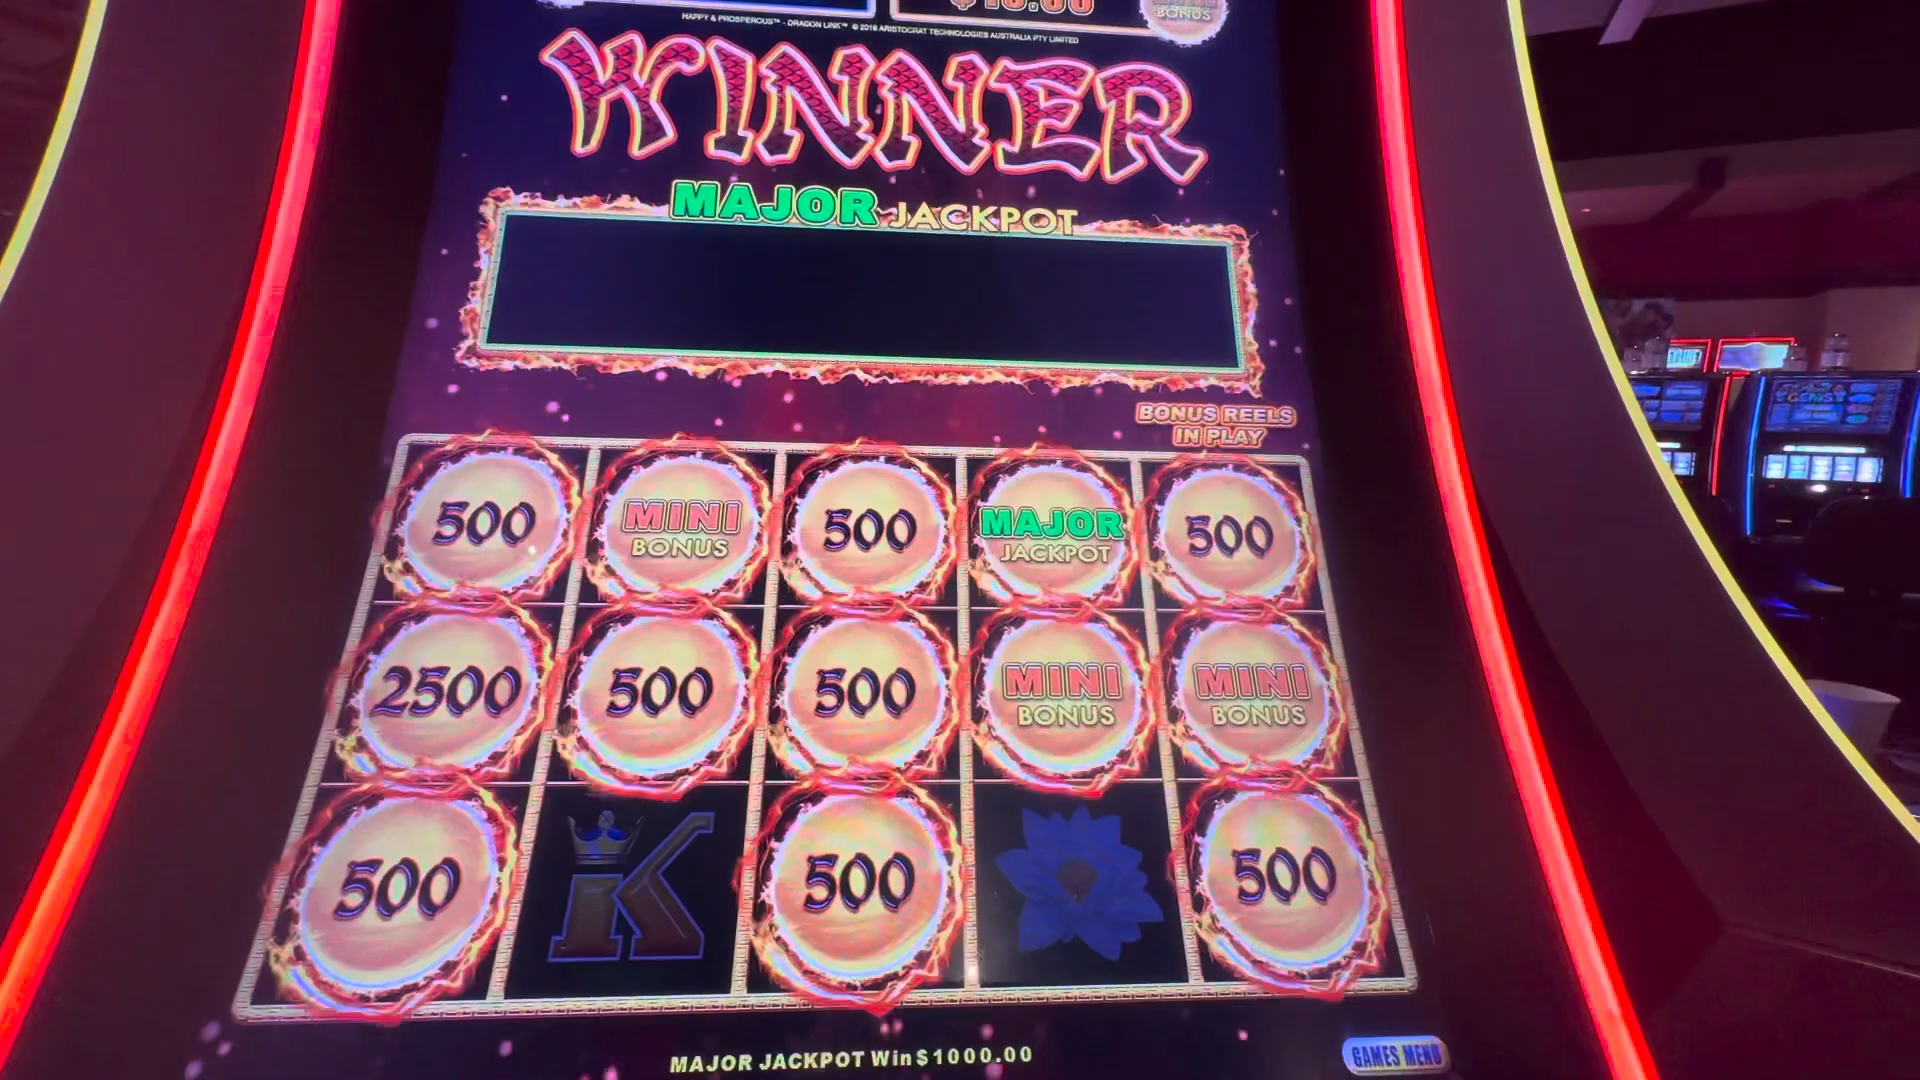 BONUS
HAPPY & PROSPEROUS™ - DRAGON LINK™ © 2016 ARISTOCRAT TECHNOLOGIES AUSTRALIA PTY LIMITED
WINNER
MAJOR JACKPOT
BONUS REELS
IN PLAY
500 MINI BONUS 500 MAJOR JACKPOT 500
2500 500 500 MINI BONUS MINI BONUS
500 K 500 500
MAJOR JACKPOT Win $1000.00
GAMES MENU